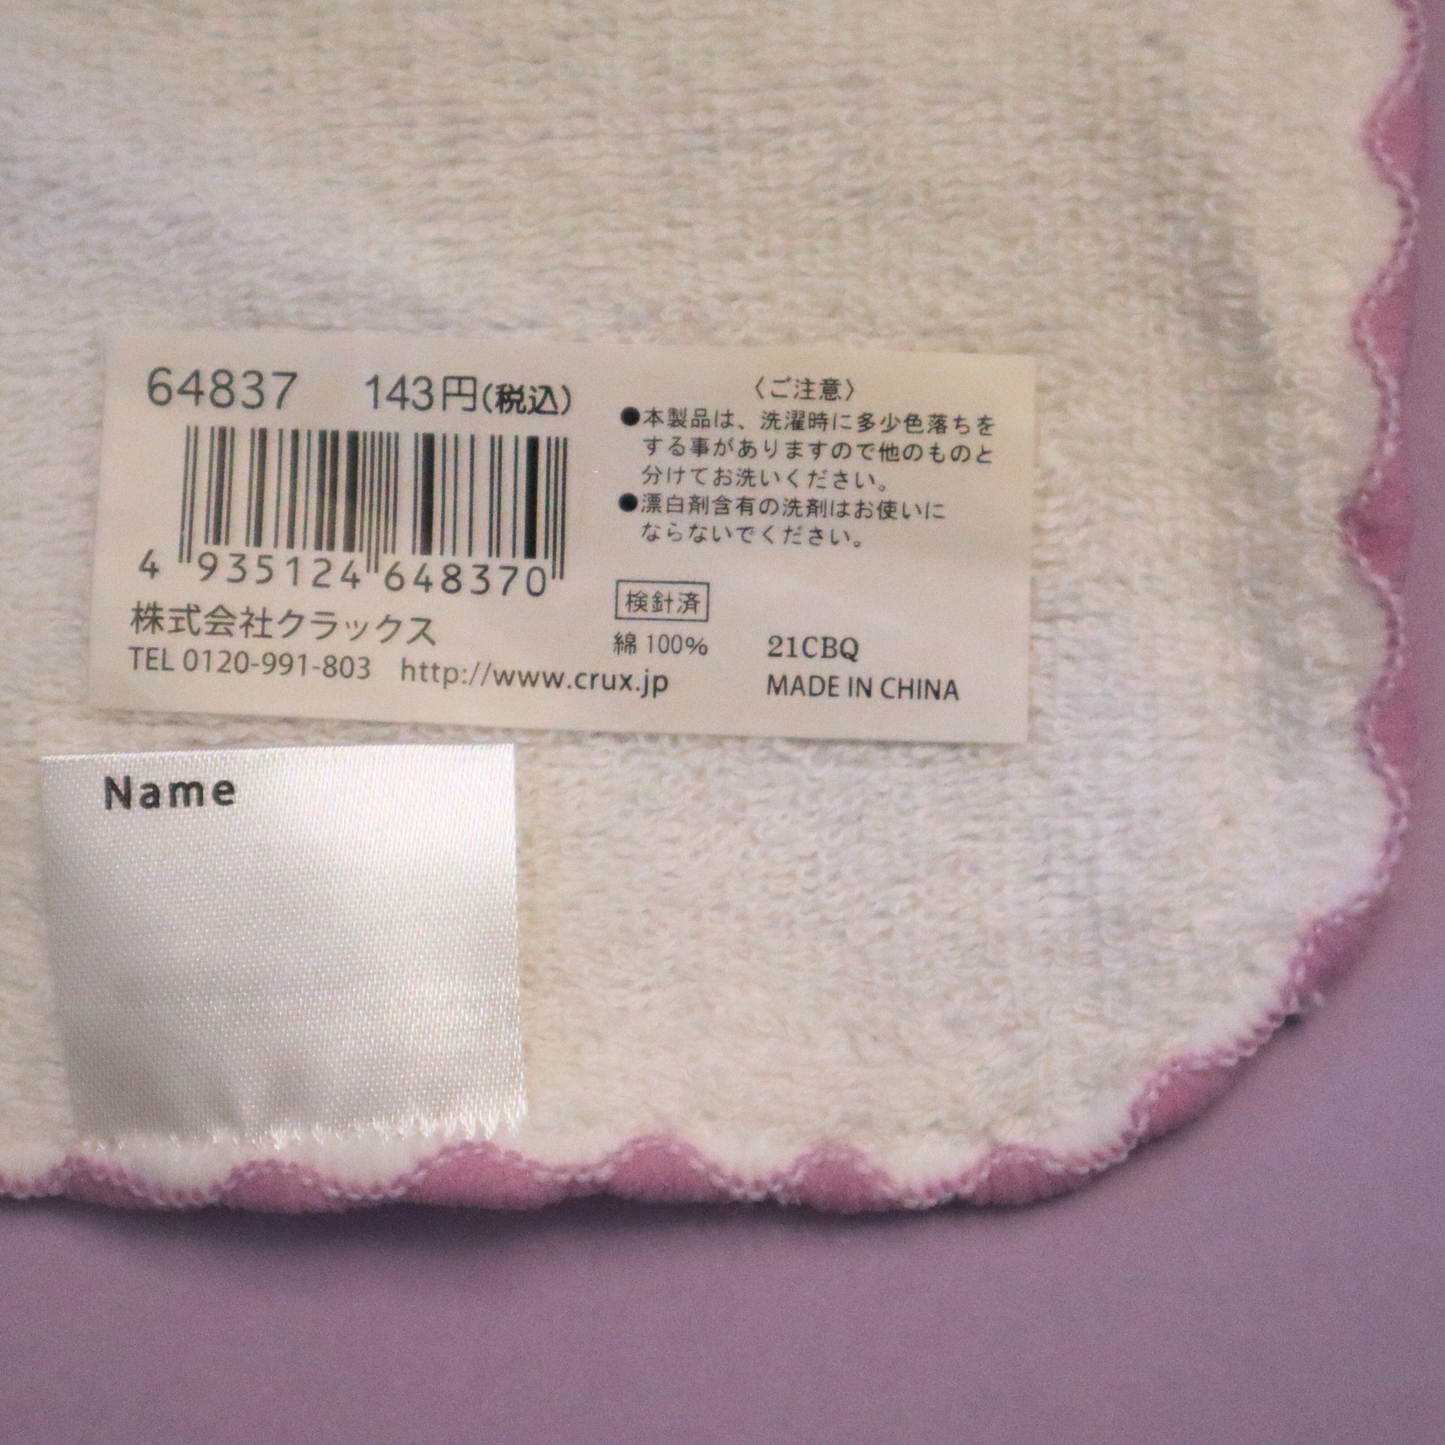 64837 143円(税込)
4 935124 648370
株式会社クラックス
TEL 0120-991-803 http://www.crux.jp
〈ご注意〉
●本製品は、洗濯時に多少色落ちを
する事がありますので他のものと
分けてお洗いください。
●漂白剤含有の洗剤はお使いに
ならないでください。
検針済
綿 100% 21CBQ
MADE IN CHINA
Name